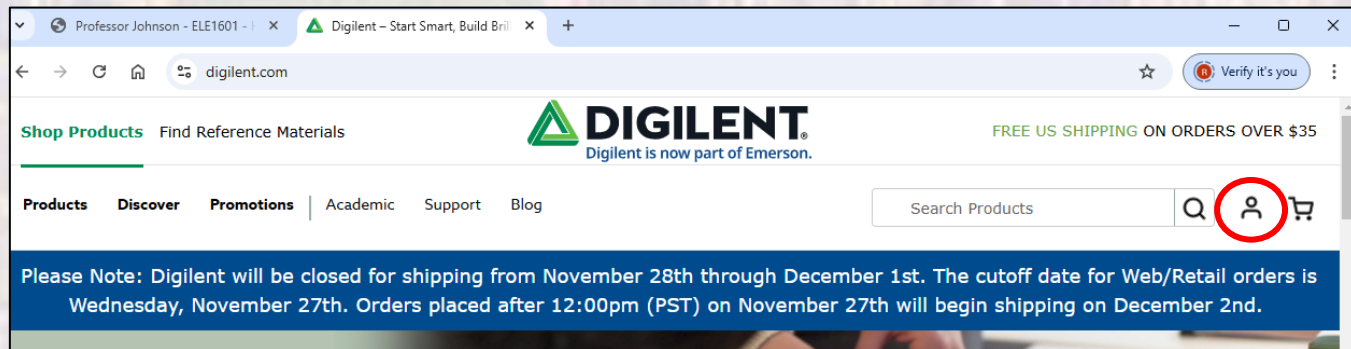 Professor Johnson - ELE1601 -
Digilent – Start Smart, Build Bril
digilent.com
Verify it's you
Shop Products Find Reference Materials
DIGILENT
Digilent is now part of Emerson.
FREE US SHIPPING ON ORDERS OVER $35
Products Discover Promotions Academic Support Blog
Search Products
Please Note: Digilent will be closed for shipping from November 28th through December 1st. The cutoff date for Web/Retail orders is
Wednesday, November 27th. Orders placed after 12:00pm (PST) on November 27th will begin shipping on December 2nd.